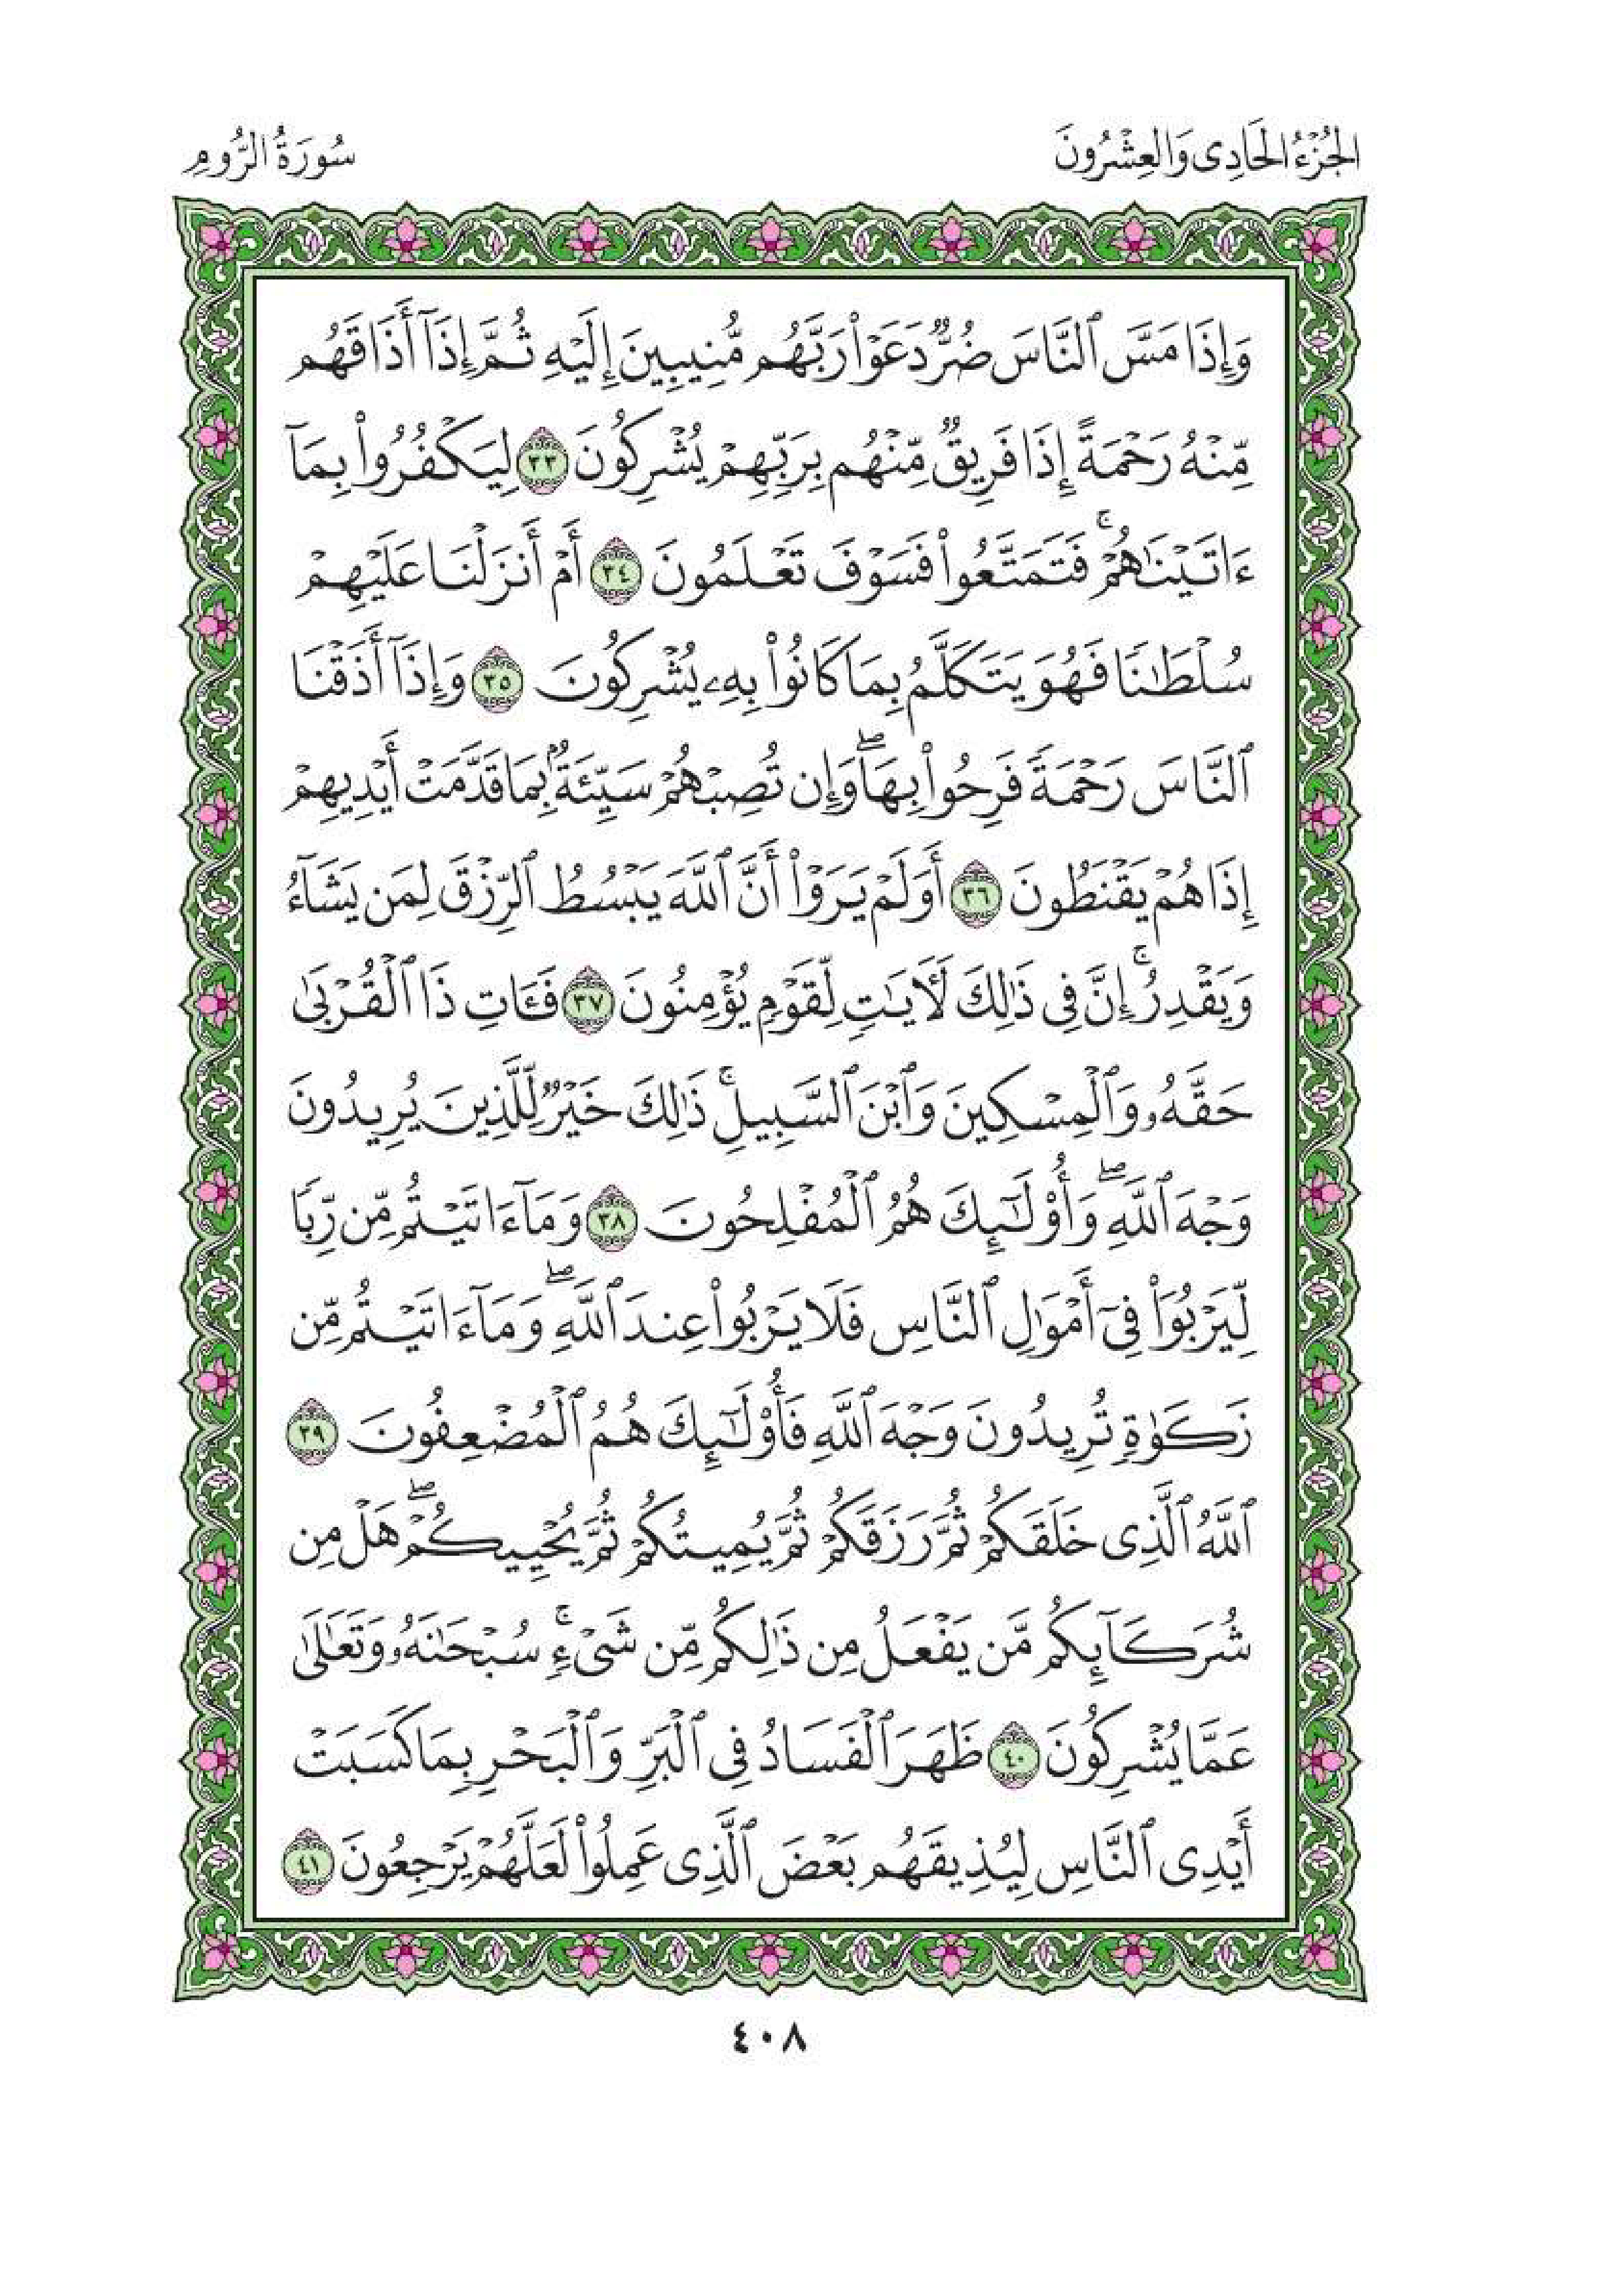 الجُزْءُ الحَادِى وَالعِشْرُونَ
سُورَةُ الرُّومِ
وَإِذَا مَسَّ ٱلنَّاسَ ضُرٌّ دَعَوْا۟ رَبَّهُم مُّنِيبِينَ إِلَيْهِ ثُمَّ إِذَآ أَذَاقَهُم
مِّنْهُ رَحْمَةً إِذَا فَرِيقٌ مِّنْهُم بِرَبِّهِمْ يُشْرِكُونَ ٣٣ لِيَكْفُرُوا۟ بِمَآ
ءَاتَيْنَٰهُمْ ۚ فَتَمَتَّعُوا۟ فَسَوْفَ تَعْلَمُونَ ٣٤ أَمْ أَنزَلْنَا عَلَيْهِمْ
سُلْطَٰنًا فَهُوَ يَتَكَلَّمُ بِمَا كَانُوا۟ بِهِۦ يُشْرِكُونَ ٣٥ وَإِذَآ أَذَقْنَا
ٱلنَّاسَ رَحْمَةً فَرِحُوا۟ بِهَا ۖ وَإِن تُصِبْهُمْ سَيِّئَةٌۢ بِمَا قَدَّمَتْ أَيْدِيهِمْ
إِذَا هُمْ يَقْنَطُونَ ٣٦ أَوَلَمْ يَرَوْا۟ أَنَّ ٱللَّهَ يَبْسُطُ ٱلرِّزْقَ لِمَن يَشَآءُ
وَيَقْدِرُ ۚ إِنَّ فِى ذَٰلِكَ لَءَايَٰتٍ لِّقَوْمٍ يُؤْمِنُونَ ٣٧ فَـَٔاتِ ذَا ٱلْقُرْبَىٰ
حَقَّهُۥ وَٱلْمِسْكِينَ وَٱبْنَ ٱلسَّبِيلِ ۚ ذَٰلِكَ خَيْرٌ لِّلَّذِينَ يُرِيدُونَ
وَجْهَ ٱللَّهِ ۖ وَأُو۟لَٰٓئِكَ هُمُ ٱلْمُفْلِحُونَ ٣٨ وَمَآ ءَاتَيْتُم مِّن رِّبًا
لِّيَرْبُوَا۟ فِىٓ أَمْوَٰلِ ٱلنَّاسِ فَلَا يَرْبُوا۟ عِندَ ٱللَّهِ ۖ وَمَآ ءَاتَيْتُم مِّن
زَكَوٰةٍ تُرِيدُونَ وَجْهَ ٱللَّهِ فَأُو۟لَٰٓئِكَ هُمُ ٱلْمُضْعِفُونَ ٣٩
ٱللَّهُ ٱلَّذِى خَلَقَكُمْ ثُمَّ رَزَقَكُمْ ثُمَّ يُمِيتُكُمْ ثُمَّ يُحْيِيكُمْ ۖ هَلْ مِن
شُرَكَآئِكُم مَّن يَفْعَلُ مِن ذَٰلِكُم مِّن شَىْءٍ ۚ سُبْحَٰنَهُۥ وَتَعَٰلَىٰ
عَمَّا يُشْرِكُونَ ٤٠ ظَهَرَ ٱلْفَسَادُ فِى ٱلْبَرِّ وَٱلْبَحْرِ بِمَا كَسَبَتْ
أَيْدِى ٱلنَّاسِ لِيُذِيقَهُم بَعْضَ ٱلَّذِى عَمِلُوا۟ لَعَلَّهُمْ يَرْجِعُونَ ٤١
٤٠٨